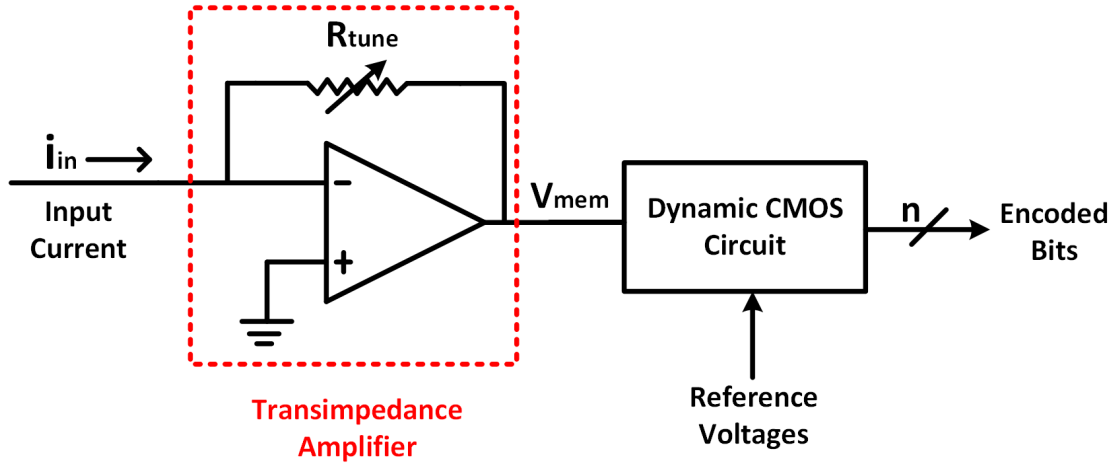 Rtune
iin
Input
Current
−
+
Vmem
Dynamic CMOS
Circuit
n
Encoded
Bits
Reference
Voltages
Transimpedance
Amplifier